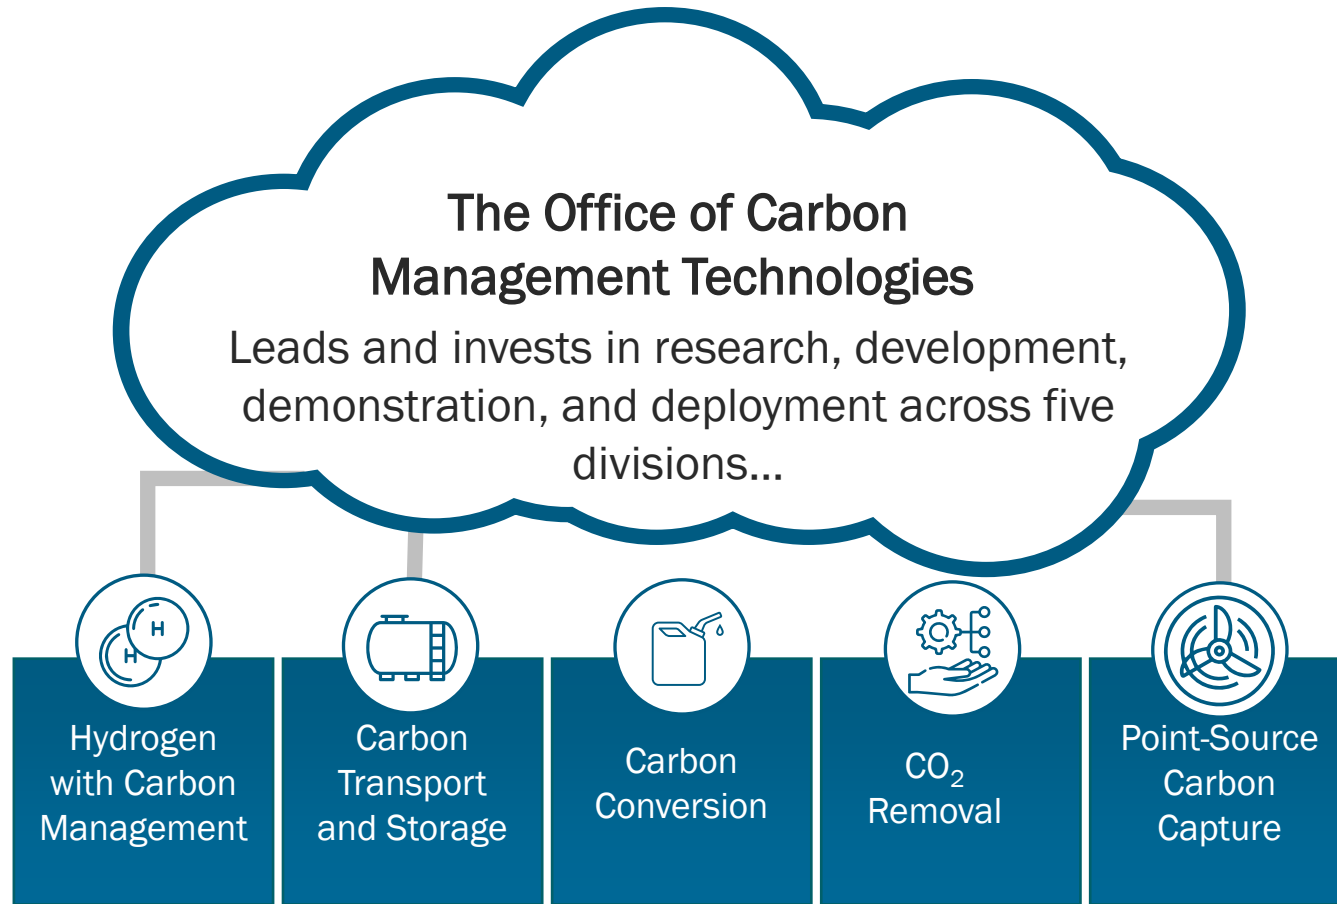 The Office of Carbon
Management Technologies
Leads and invests in research, development,
demonstration, and deployment across five
divisions...
H
H
Hydrogen
with Carbon
Management
Carbon
Transport
and Storage
Carbon
Conversion
CO₂
Removal
Point-Source
Carbon
Capture